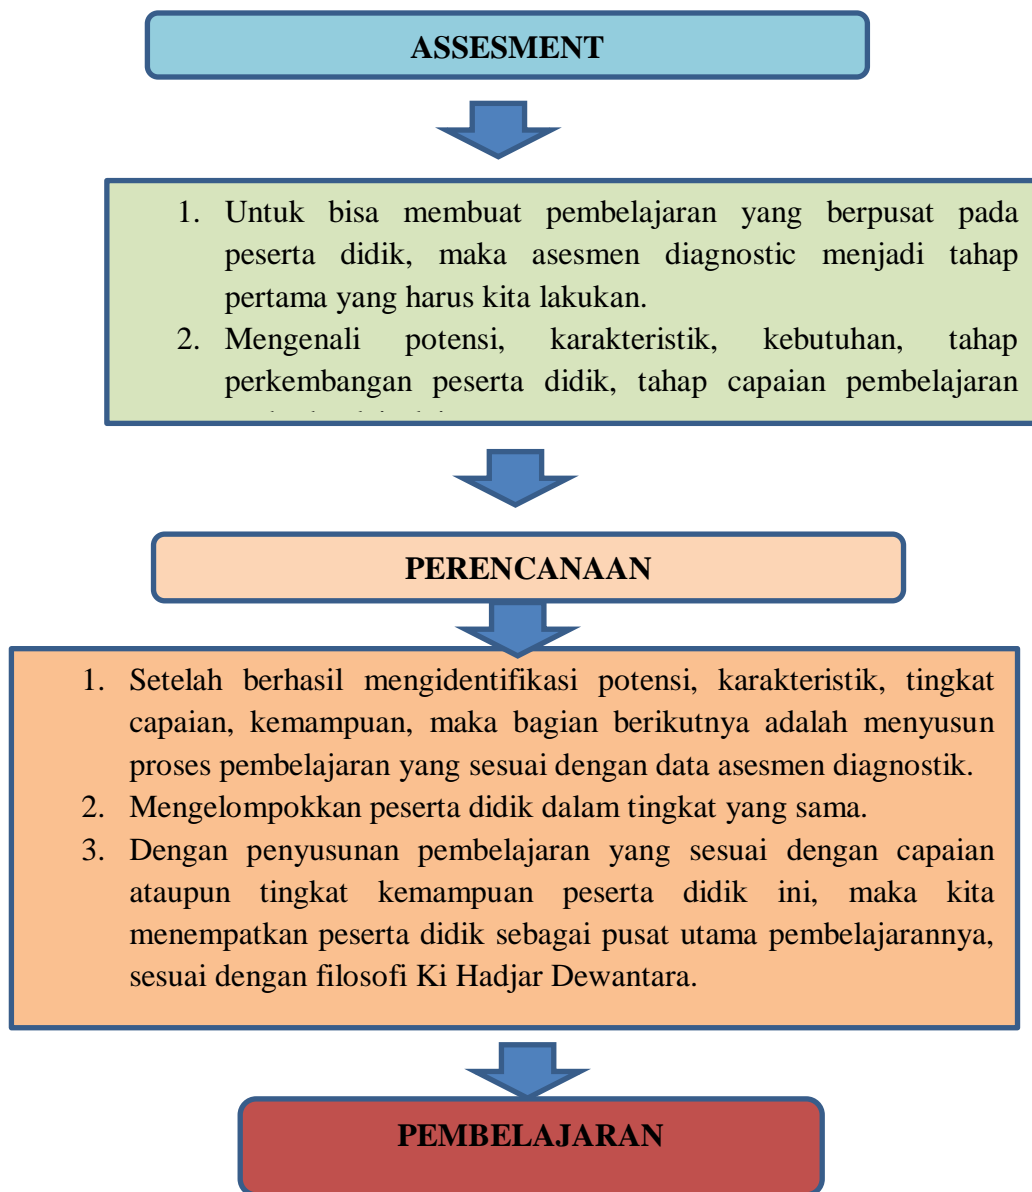 ASSESMENT
1. Untuk bisa membuat pembelajaran yang berpusat pada
peserta didik, maka asesmen diagnostic menjadi tahap
pertama yang harus kita lakukan.
2. Mengenali potensi, karakteristik, kebutuhan, tahap
perkembangan peserta didik, tahap capaian pembelajaran
PERENCANAAN
1. Setelah berhasil mengidentifikasi potensi, karakteristik, tingkat
capaian, kemampuan, maka bagian berikutnya adalah menyusun
proses pembelajaran yang sesuai dengan data asesmen diagnostik.
2. Mengelompokkan peserta didik dalam tingkat yang sama.
3. Dengan penyusunan pembelajaran yang sesuai dengan capaian
ataupun tingkat kemampuan peserta didik ini, maka kita
menempatkan peserta didik sebagai pusat utama pembelajarannya,
sesuai dengan filosofi Ki Hadjar Dewantara.
PEMBELAJARAN